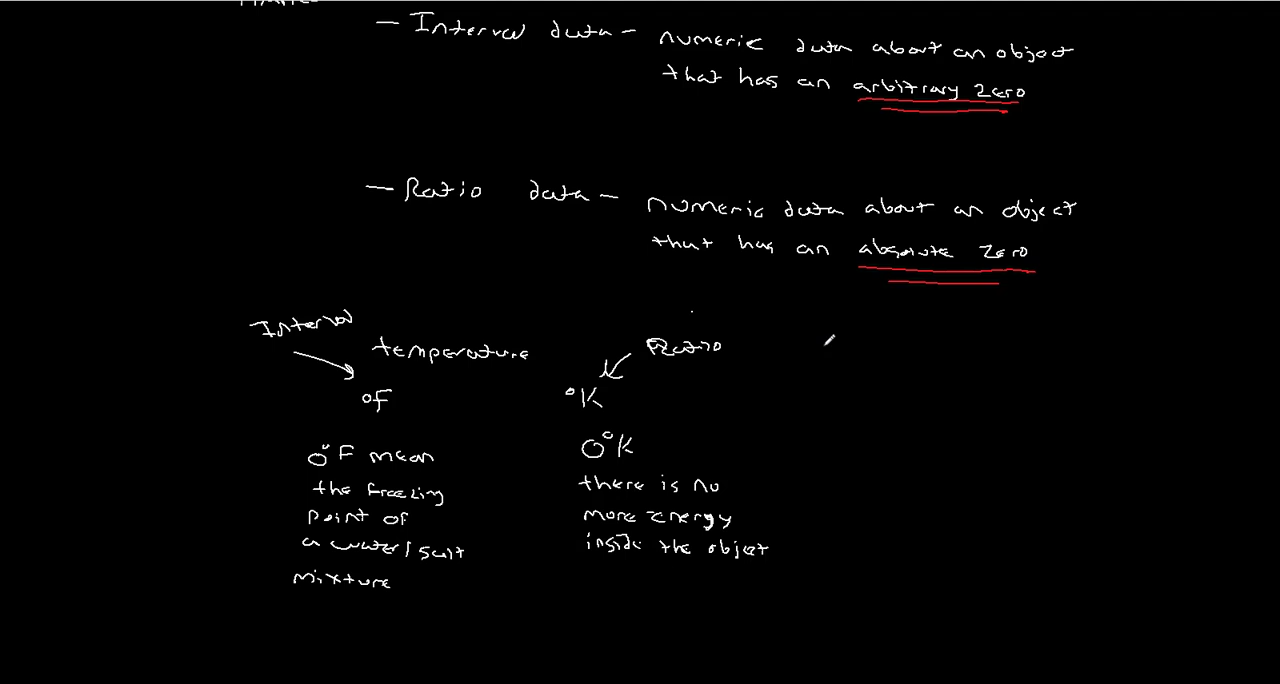 — Interval data — numeric data about an object
that has an arbitrary zero
— Ratio data — numeric data about an object
that has an absolute zero
Interval
temperature
Ratio
°F
°K
0°F mean
the freezing
point of
a water/salt
mixture
0°K
there is no
more energy
inside the object